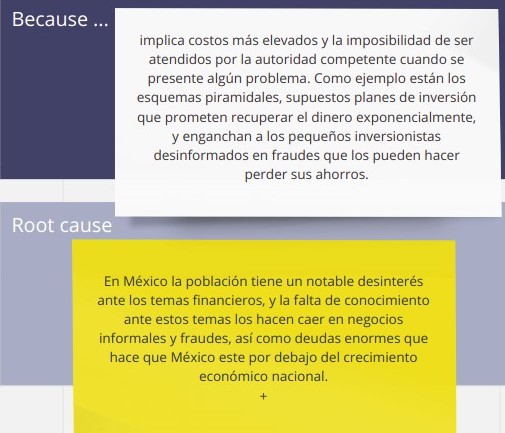 Because ...
implica costos más elevados y la imposibilidad de ser
atendidos por la autoridad competente cuando se
presente algún problema. Como ejemplo están los
esquemas piramidales, supuestos planes de inversión
que prometen recuperar el dinero exponencialmente,
y enganchan a los pequeños inversionistas
desinformados en fraudes que los pueden hacer
perder sus ahorros.
Root cause
En México la población tiene un notable desinterés
ante los temas financieros, y la falta de conocimiento
ante estos temas los hacen caer en negocios
informales y fraudes, así como deudas enormes que
hace que México este por debajo del crecimiento
económico nacional.
+